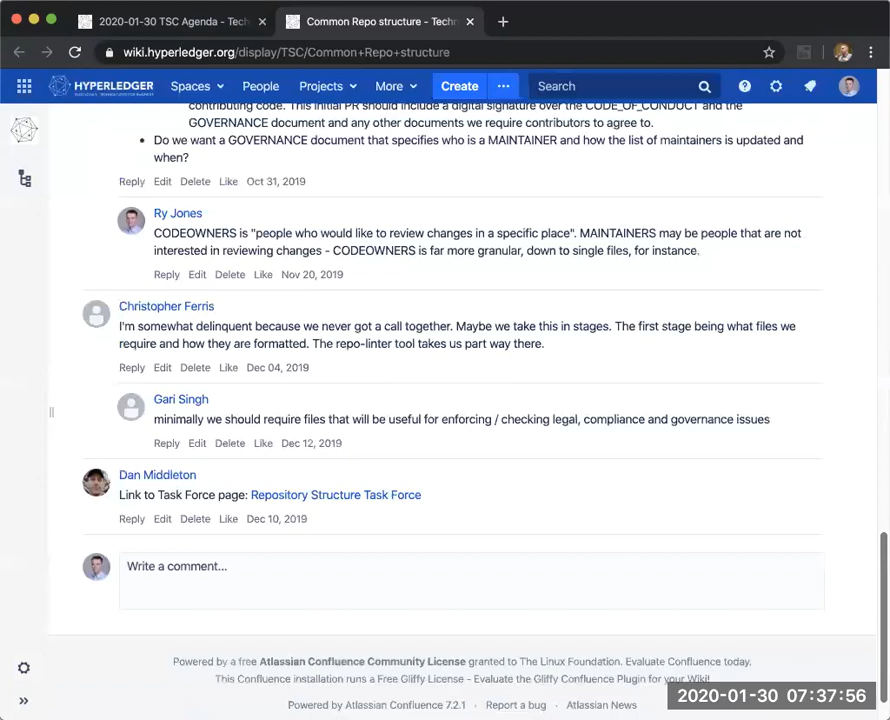 2020-01-30 TSC Agenda - Tech
Common Repo structure - Techn
wiki.hyperledger.org/display/TSC/Common+Repo+structure
HYPERLEDGER
Spaces
People
Projects
More
Create
Search
contributing code. This initial PR should include a digital signature over the CODE_OF_CONDUCT and the
GOVERNANCE document and any other documents we require contributors to agree to.
• Do we want a GOVERNANCE document that specifies who is a MAINTAINER and how the list of maintainers is updated and
when?
Reply Edit Delete Like Oct 31, 2019
Ry Jones
CODEOWNERS is "people who would like to review changes in a specific place". MAINTAINERS may be people that are not
interested in reviewing changes - CODEOWNERS is far more granular, down to single files, for instance.
Reply Edit Delete Like Nov 20, 2019
Christopher Ferris
I'm somewhat delinquent because we never got a call together. Maybe we take this in stages. The first stage being what files we
require and how they are formatted. The repo-linter tool takes us part way there.
Reply Edit Delete Like Dec 04, 2019
Gari Singh
minimally we should require files that will be useful for enforcing / checking legal, compliance and governance issues
Reply Edit Delete Like Dec 12, 2019
Dan Middleton
Link to Task Force page: Repository Structure Task Force
Reply Edit Delete Like Dec 10, 2019
Write a comment...
Powered by a free Atlassian Confluence Community License granted to The Linux Foundation. Evaluate Confluence today.
This Confluence installation runs a Free Gliffy License - Evaluate the Gliffy Confluence Plugin for your Wiki!
2020-01-30 07:37:56
Powered by Atlassian Confluence 7.2.1 · Report a bug · Atlassian News